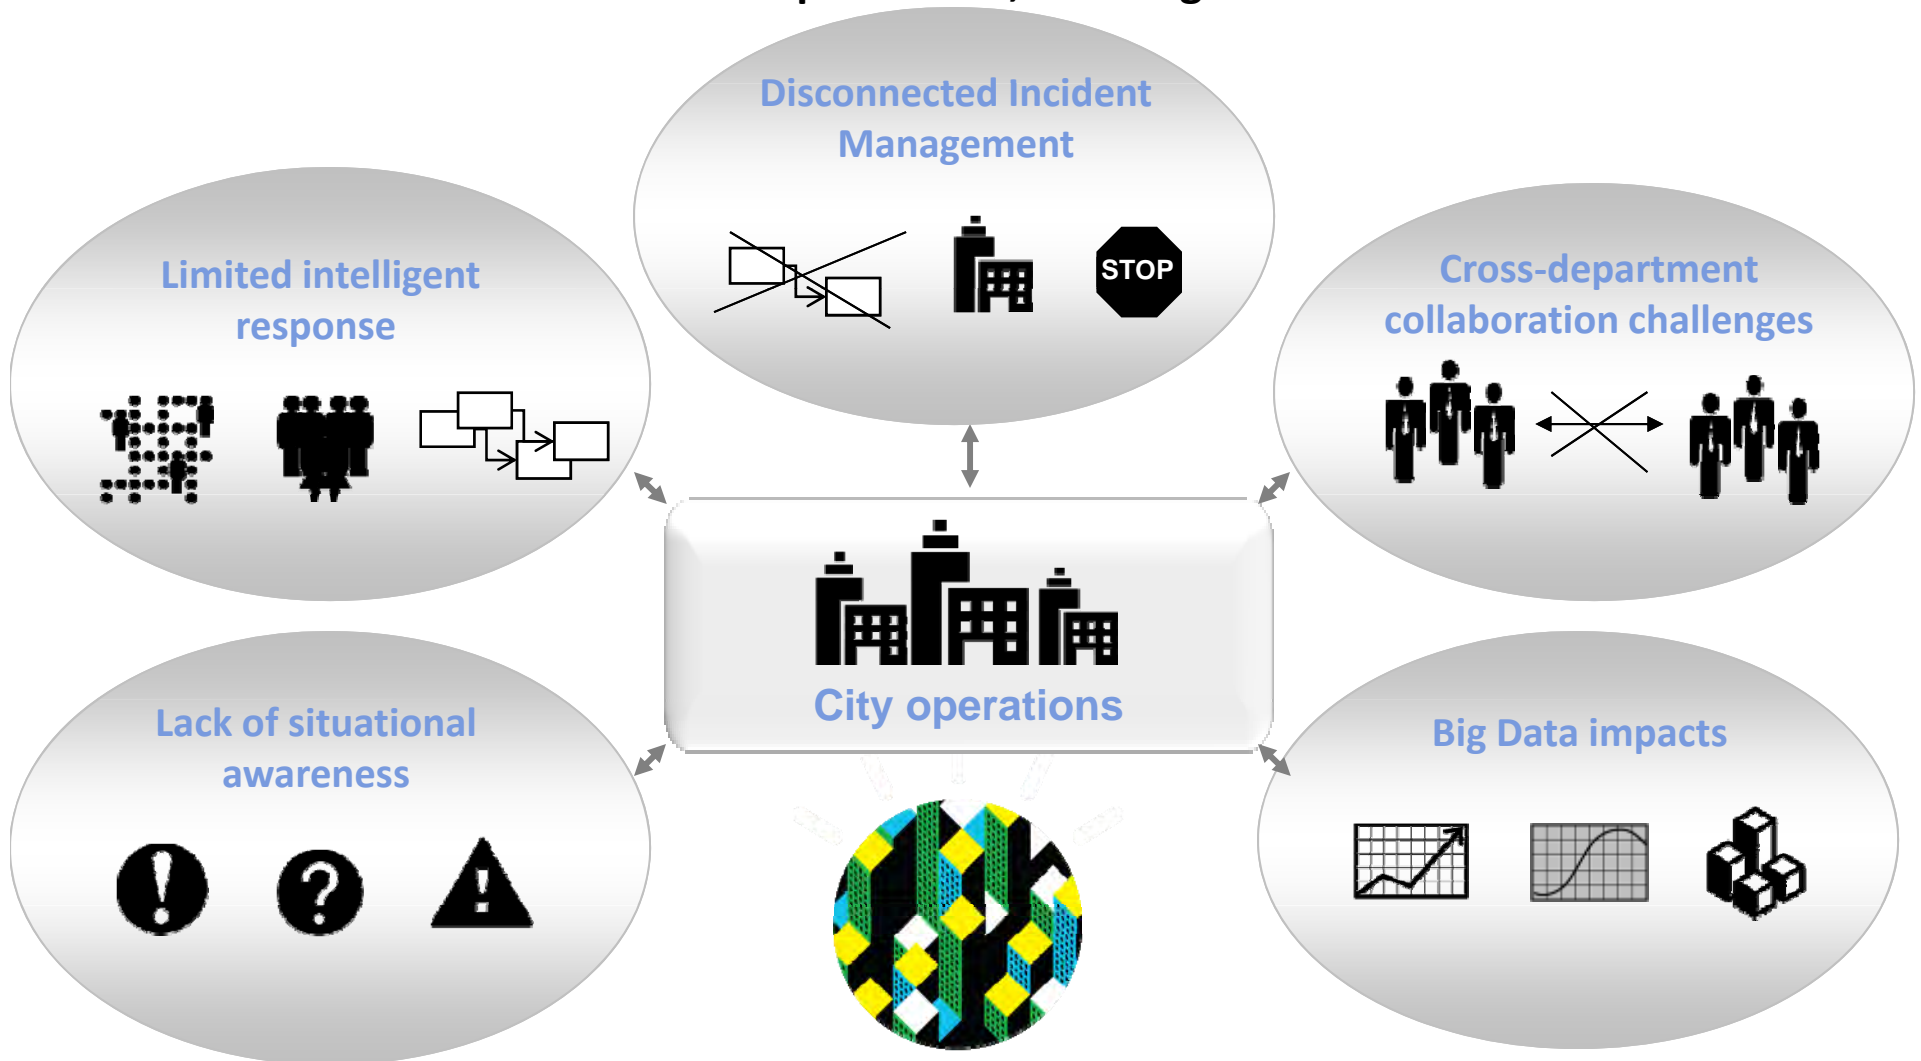 Disconnected Incident
Management
Limited intelligent
response
STOP
Cross-department
collaboration challenges
City operations
Lack of situational
awareness
Big Data impacts